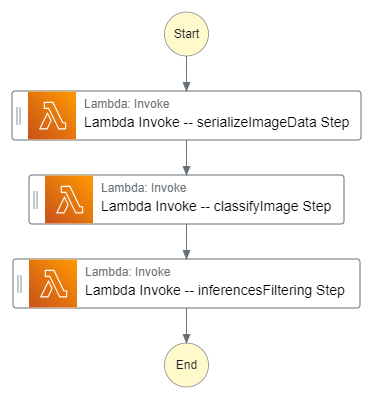 Start
Lambda: Invoke
Lambda Invoke -- serializeImageData Step
Lambda: Invoke
Lambda Invoke -- classifyImage Step
Lambda: Invoke
Lambda Invoke -- inferencesFiltering Step
End